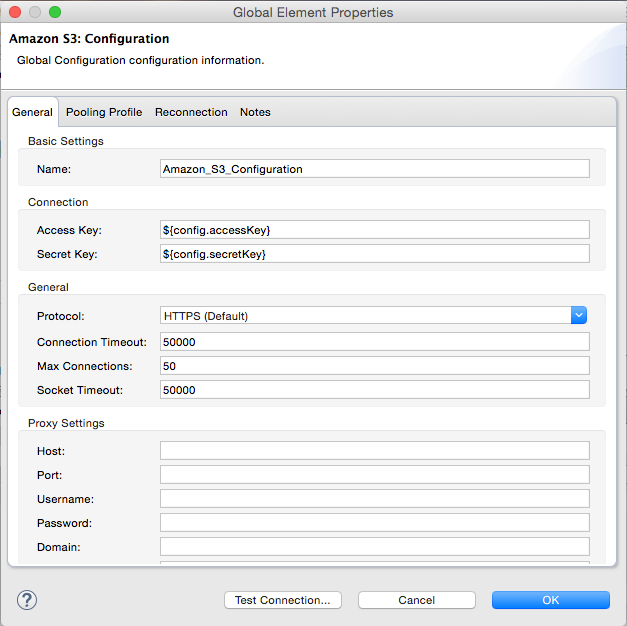 Global Element Properties
Amazon S3: Configuration
Global Configuration configuration information.
General Pooling Profile Reconnection Notes
Basic Settings
Name: Amazon_S3_Configuration
Connection
Access Key: ${config.accessKey}
Secret Key: ${config.secretKey}
General
Protocol: HTTPS (Default)
Connection Timeout: 50000
Max Connections: 50
Socket Timeout: 50000
Proxy Settings
Host:
Port:
Username:
Password:
Domain:
? Test Connection... Cancel OK